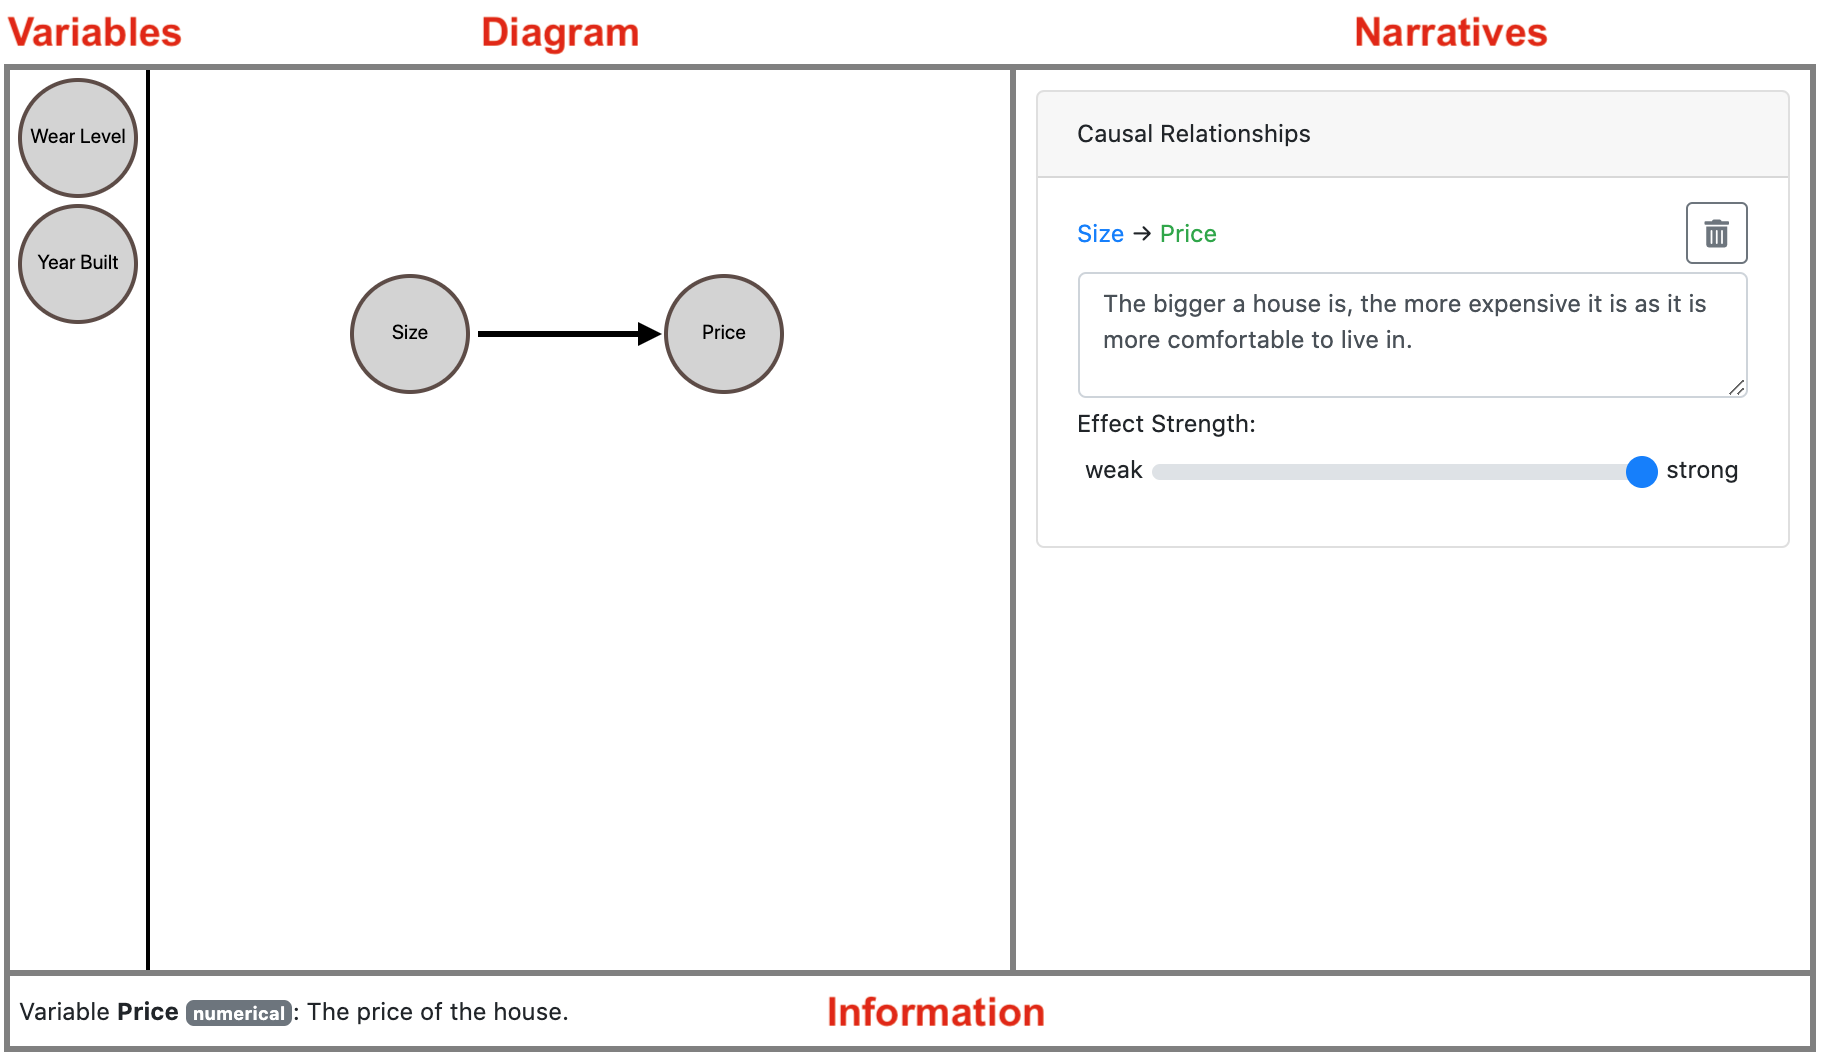 Variables
Diagram
Narratives
Wear Level
Year Built
Size
Price
Causal Relationships
Size → Price
The bigger a house is, the more expensive it is as it is
more comfortable to live in.
Effect Strength:
weak
strong
Variable Price numerical: The price of the house.
Information